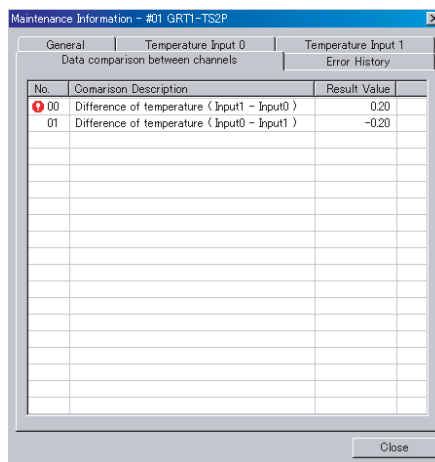 Maintenance Information - #01 GRT1-TS2P
General Temperature Input 0 Temperature Input 1
Data comparison between channels Error History
No. Comarison Description Result Value
00 Difference of temperature ( Input1 - Input0 ) 0.20
01 Difference of temperature ( Input0 - Input1 ) -0.20
Close